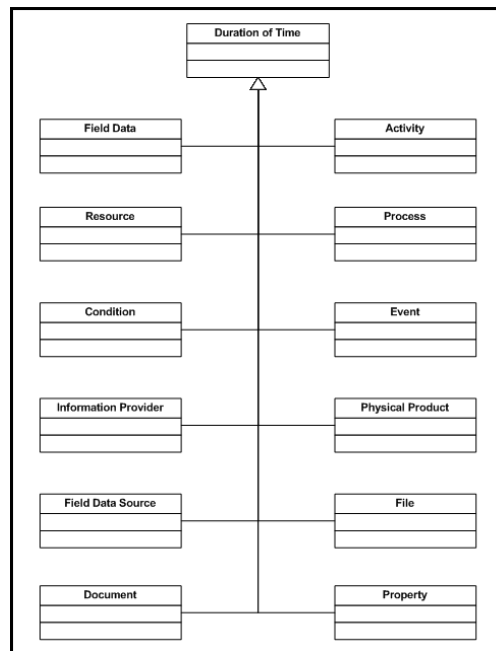 Duration of Time
Field Data
Activity
Resource
Process
Condition
Event
Information Provider
Physical Product
Field Data Source
File
Document
Property